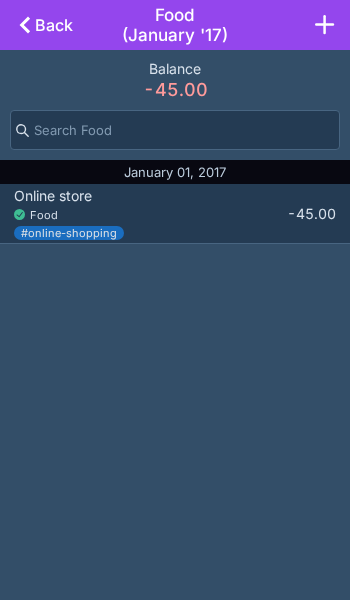 Back
Food
(January '17)
Balance
-45.00
Search Food
January 01, 2017
Online store
Food
-45.00
#online-shopping